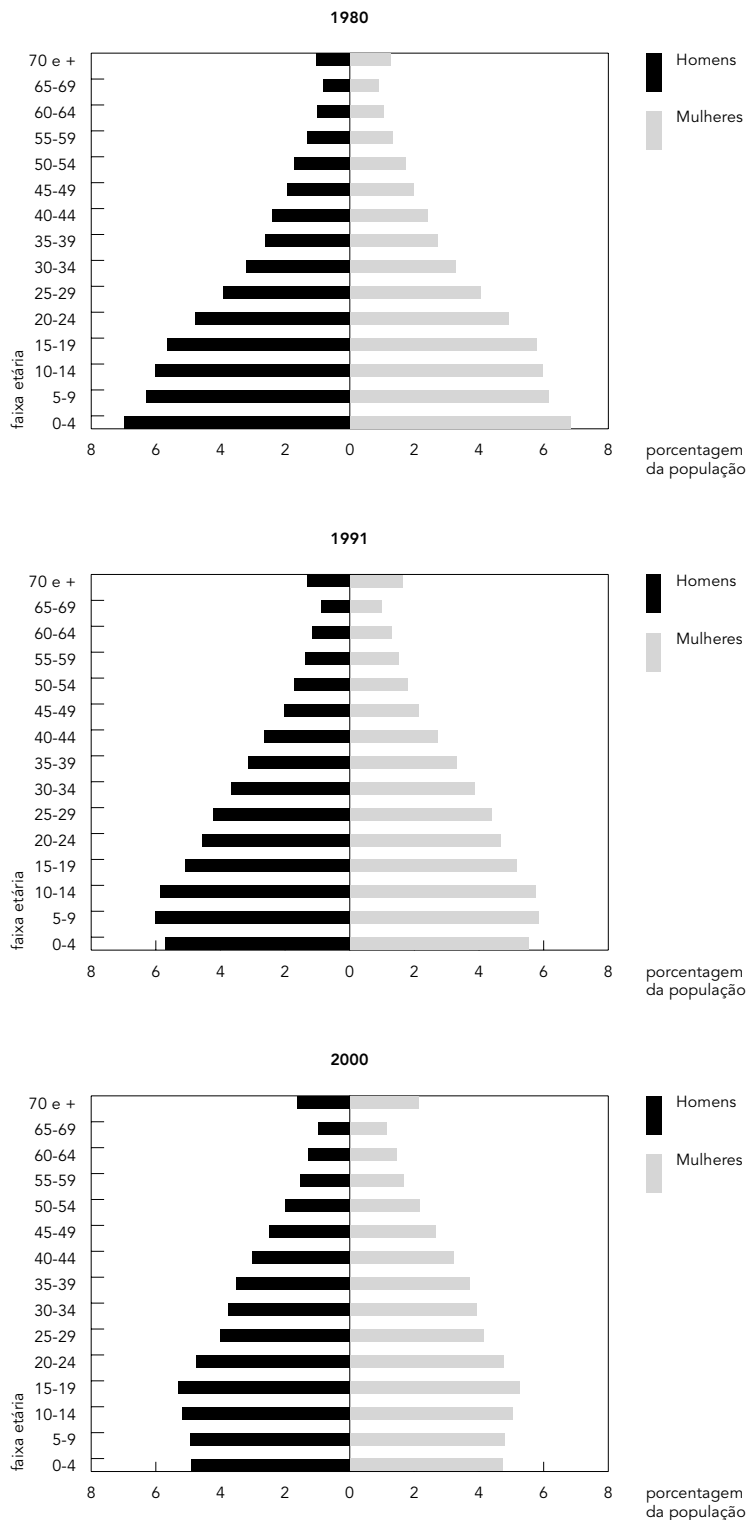 1980
70 e +
65-69
60-64
55-59
50-54
45-49
40-44
35-39
30-34
25-29
20-24
15-19
10-14
5-9
0-4
faixa etária
8 6 4 2 0 2 4 6 8
porcentagem
da população
Homens
Mulheres
1991
70 e +
65-69
60-64
55-59
50-54
45-49
40-44
35-39
30-34
25-29
20-24
15-19
10-14
5-9
0-4
faixa etária
8 6 4 2 0 2 4 6 8
porcentagem
da população
Homens
Mulheres
2000
70 e +
65-69
60-64
55-59
50-54
45-49
40-44
35-39
30-34
25-29
20-24
15-19
10-14
5-9
0-4
faixa etária
8 6 4 2 0 2 4 6 8
porcentagem
da população
Homens
Mulheres